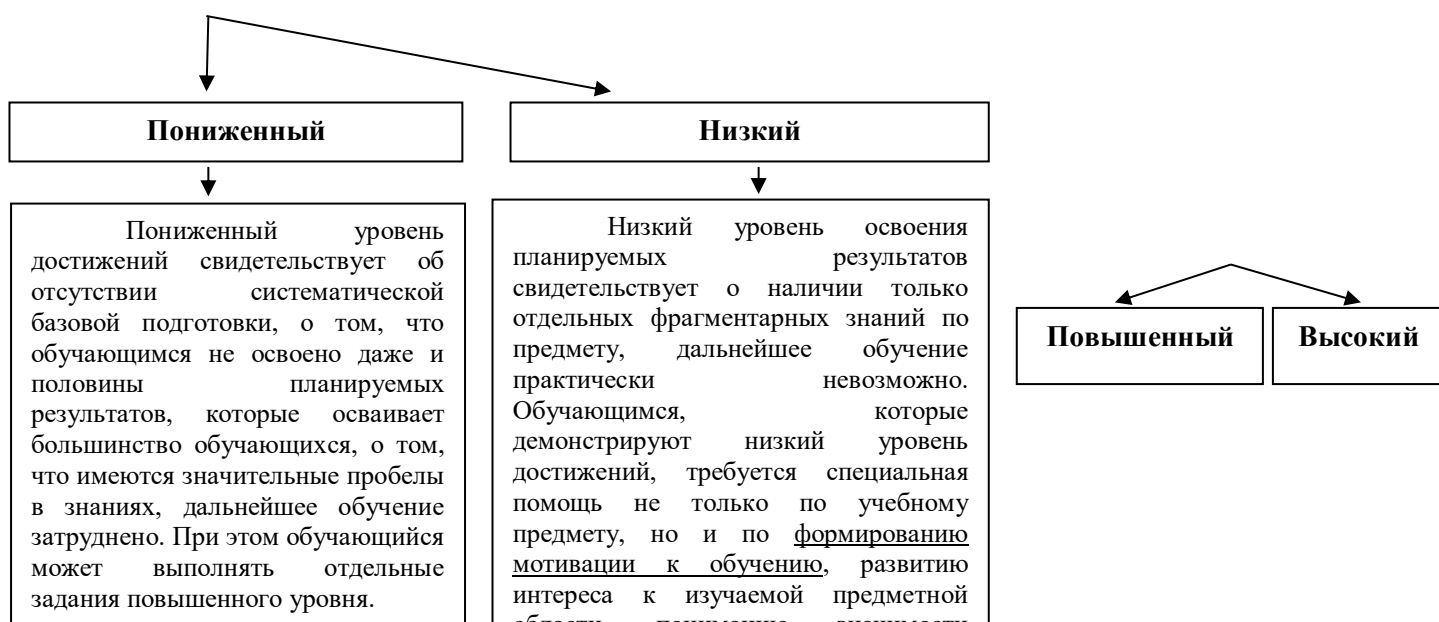 Пониженный
Низкий
Пониженный уровень
достижений свидетельствует об
отсутствии систематической
базовой подготовки, о том, что
обучающимся не освоено даже и
половины планируемых
результатов, которые осваивает
большинство обучающихся, о том,
что имеются значительные пробелы
в знаниях, дальнейшее обучение
затруднено. При этом обучающийся
может выполнять отдельные
задания повышенного уровня.
Низкий уровень освоения
планируемых результатов
свидетельствует о наличии только
отдельных фрагментарных знаний по
предмету, дальнейшее обучение
практически невозможно.
Обучающимся, которые
демонстрируют низкий уровень
достижений, требуется специальная
помощь не только по учебному
предмету, но и по формированию
мотивации к обучению, развитию
интереса к изучаемой предметной
области, пониманию значимости
Повышенный
Высокий